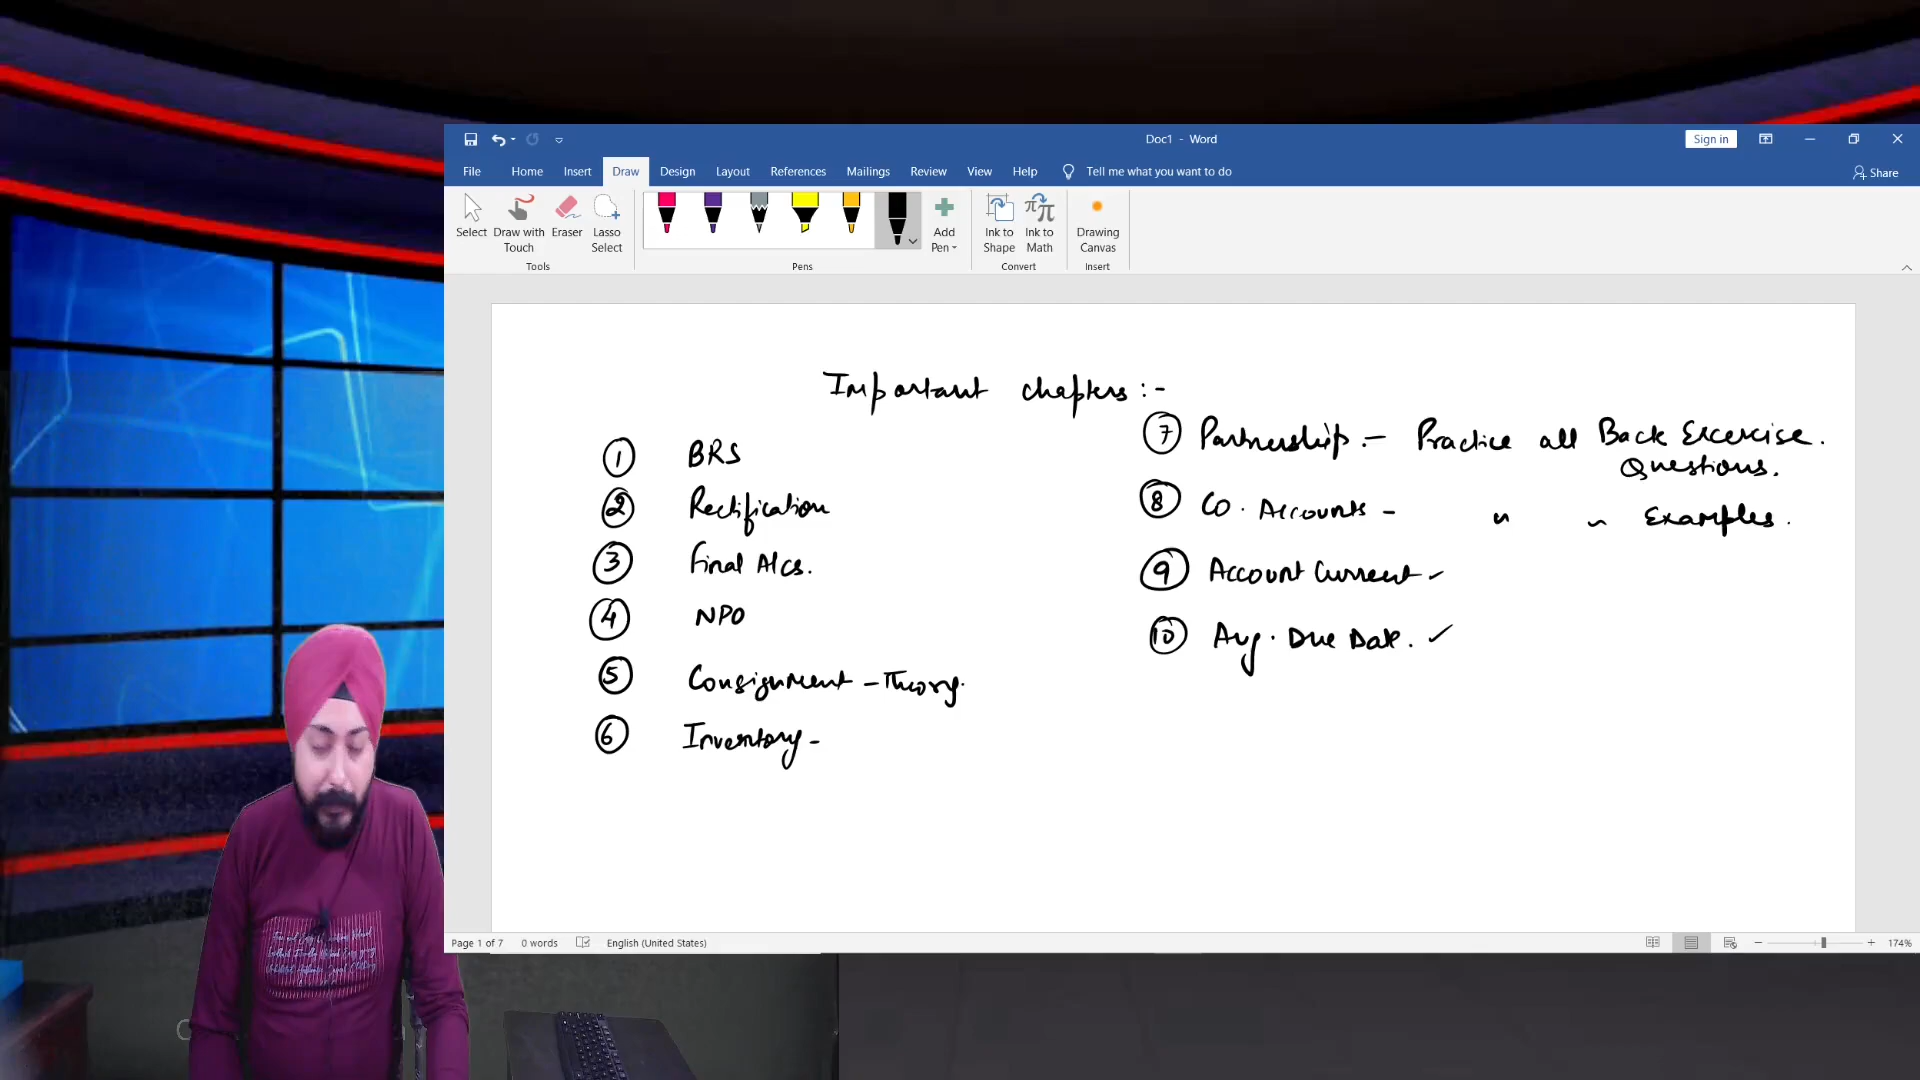 Doc1 - Word
Sign in
File Home Insert Draw Design Layout References Mailings Review View Help Tell me what you want to do
Share
Select Draw with Touch Eraser Lasso Select
Add Pen
Ink to Shape Ink to Math
Drawing Canvas
Tools Pens Convert Insert
Important chapters :-
1 BRS
2 Rectification
3 Final A/cs.
4 NPO
5 Consignment - Theory.
6 Inventory -
7 Partnership :- Practice all Back Excercise.
Questions.
8 Co. Accounts - " " Examples.
9 Account Current ✓
10 Avg. Due Date. ✓
Page 1 of 7 0 words English (United States)
174%